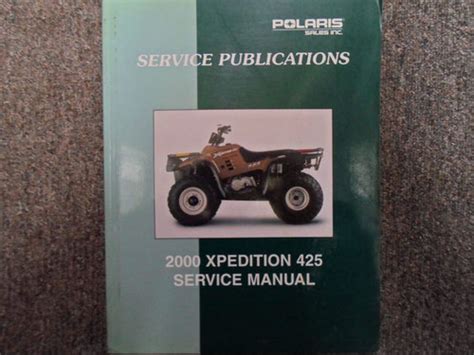 POLARIS
SALES INC.
SERVICE PUBLICATIONS
2000 XPEDITION 425
SERVICE MANUAL